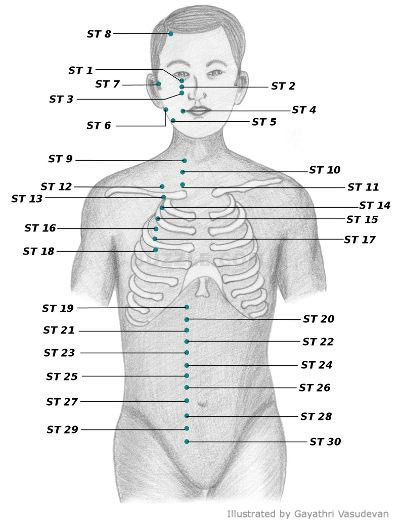 ST 8
ST 1
ST 7
ST 2
ST 3
ST 4
ST 6
ST 5
ST 9
ST 10
ST 12
ST 11
ST 13
ST 14
ST 15
ST 16
ST 17
ST 18
ST 19
ST 20
ST 21
ST 22
ST 23
ST 24
ST 25
ST 26
ST 27
ST 28
ST 29
ST 30
Illustrated by Gayathri Vasudevan